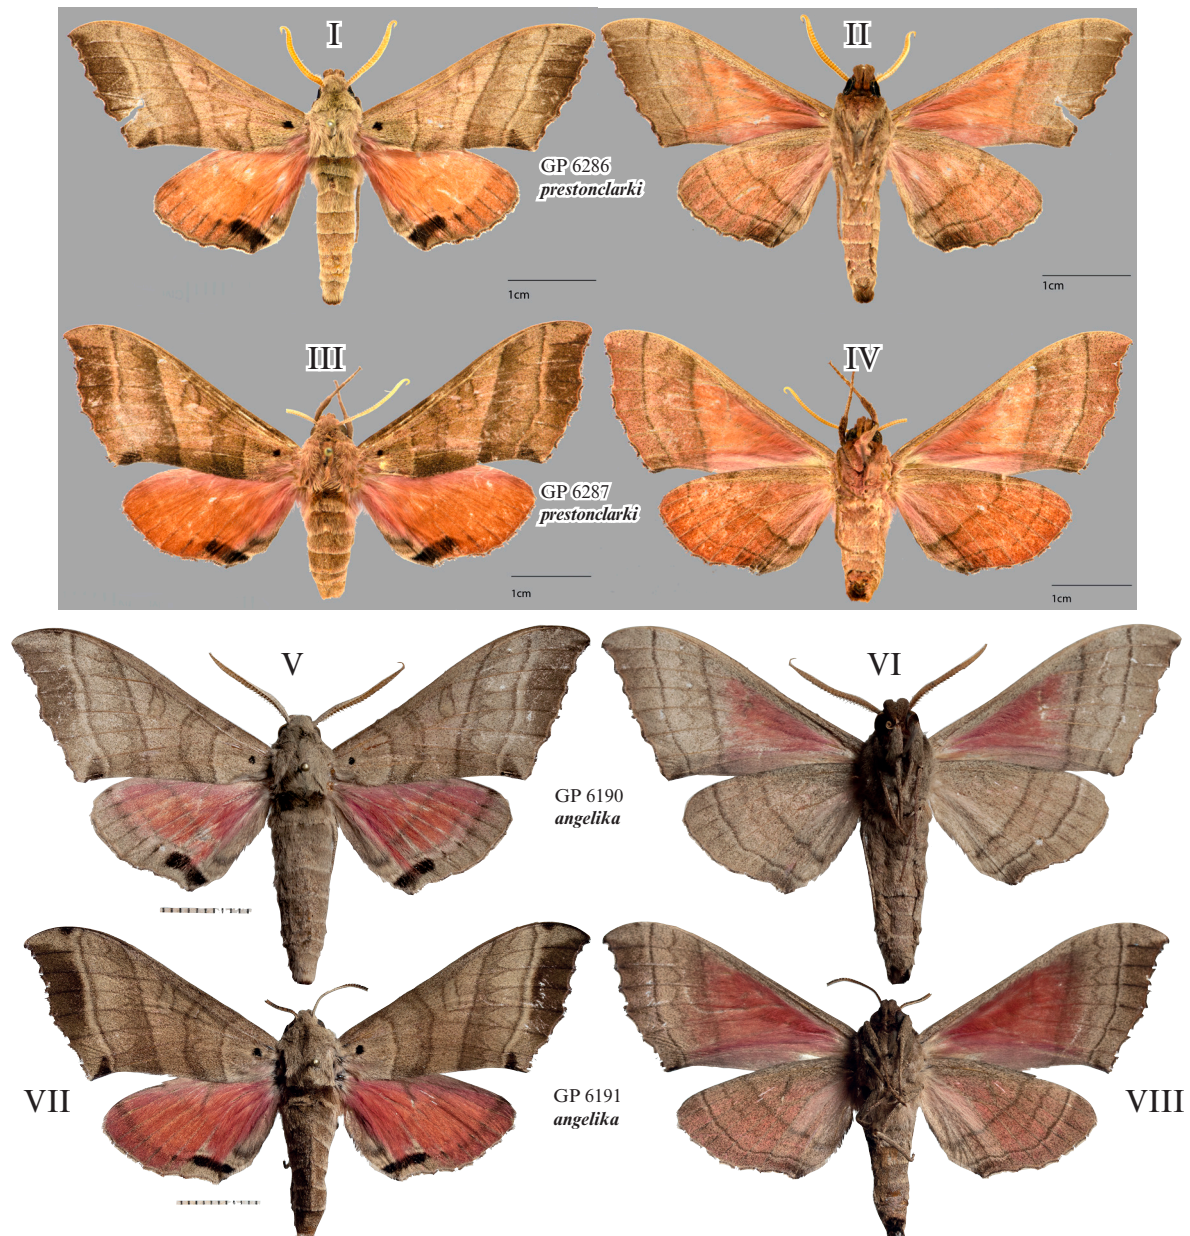 I
II
GP 6286
prestonclarki
1cm
1cm
III
IV
GP 6287
prestonclarki
1cm
1cm
V
VI
GP 6190
angelika
VII
GP 6191
angelika
VIII